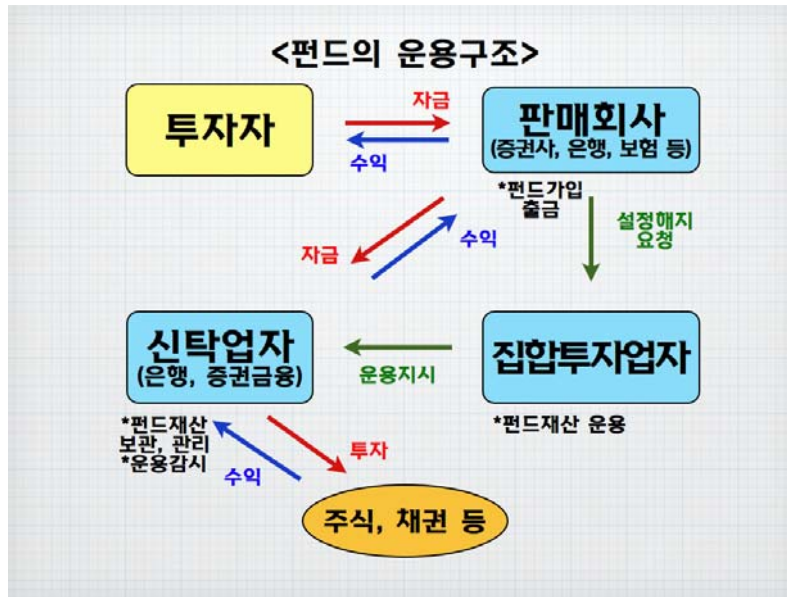 <펀드의 운용구조>
투자자
자금
수익
판매회사
(증권사, 은행, 보험 등)
*펀드가입
출금
설정해지
요청
자금
수익
신탁업자
(은행, 증권금융)
운용지시
집합투자업자
*펀드재산
보관, 관리
*운용감시
*펀드재산 운용
수익
투자
주식, 채권 등